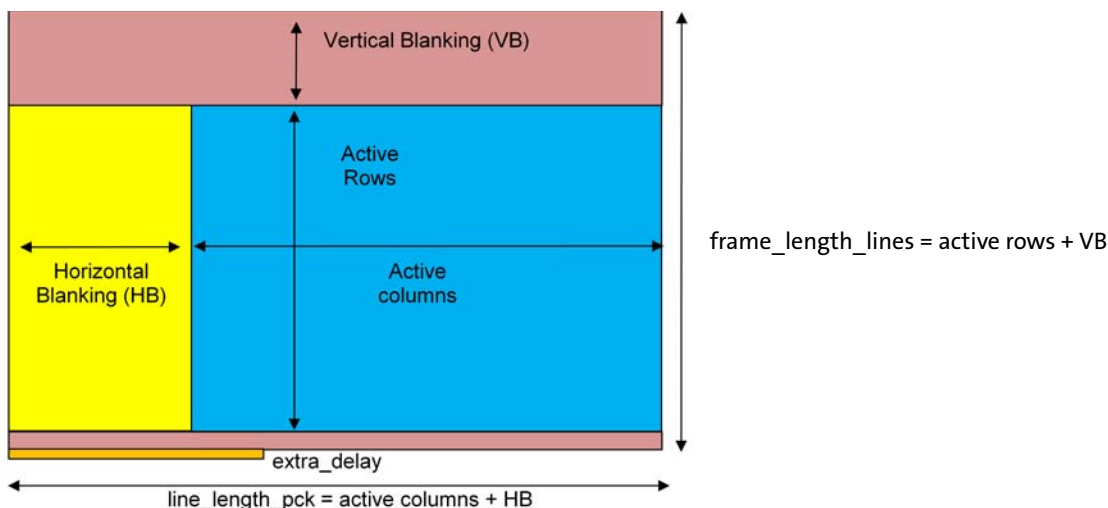 Vertical Blanking (VB)
Active
Rows
frame_length_lines = active rows + VB
Horizontal
Blanking (HB)
Active
columns
extra_delay
line_length_pck = active columns + HB